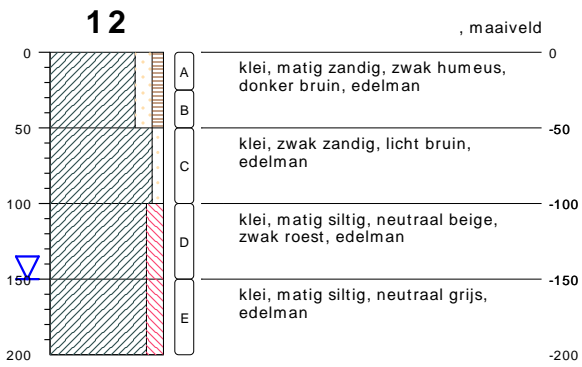 12
, maaiveld
0
A
klei, matig zandig, zwak humeus,
donker bruin, edelman
0
B
50
-50
C
klei, zwak zandig, licht bruin,
edelman
100
-100
D
klei, matig siltig, neutraal beige,
zwak roest, edelman
150
-150
E
klei, matig siltig, neutraal grijs,
edelman
200
-200